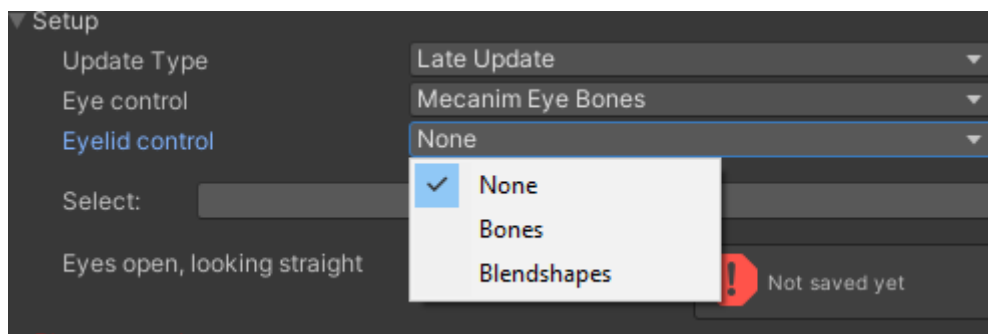 Setup
Update Type Late Update
Eye control Mecanim Eye Bones
Eyelid control None
None
Select:
Bones
Eyes open, looking straight
Blendshapes
Not saved yet